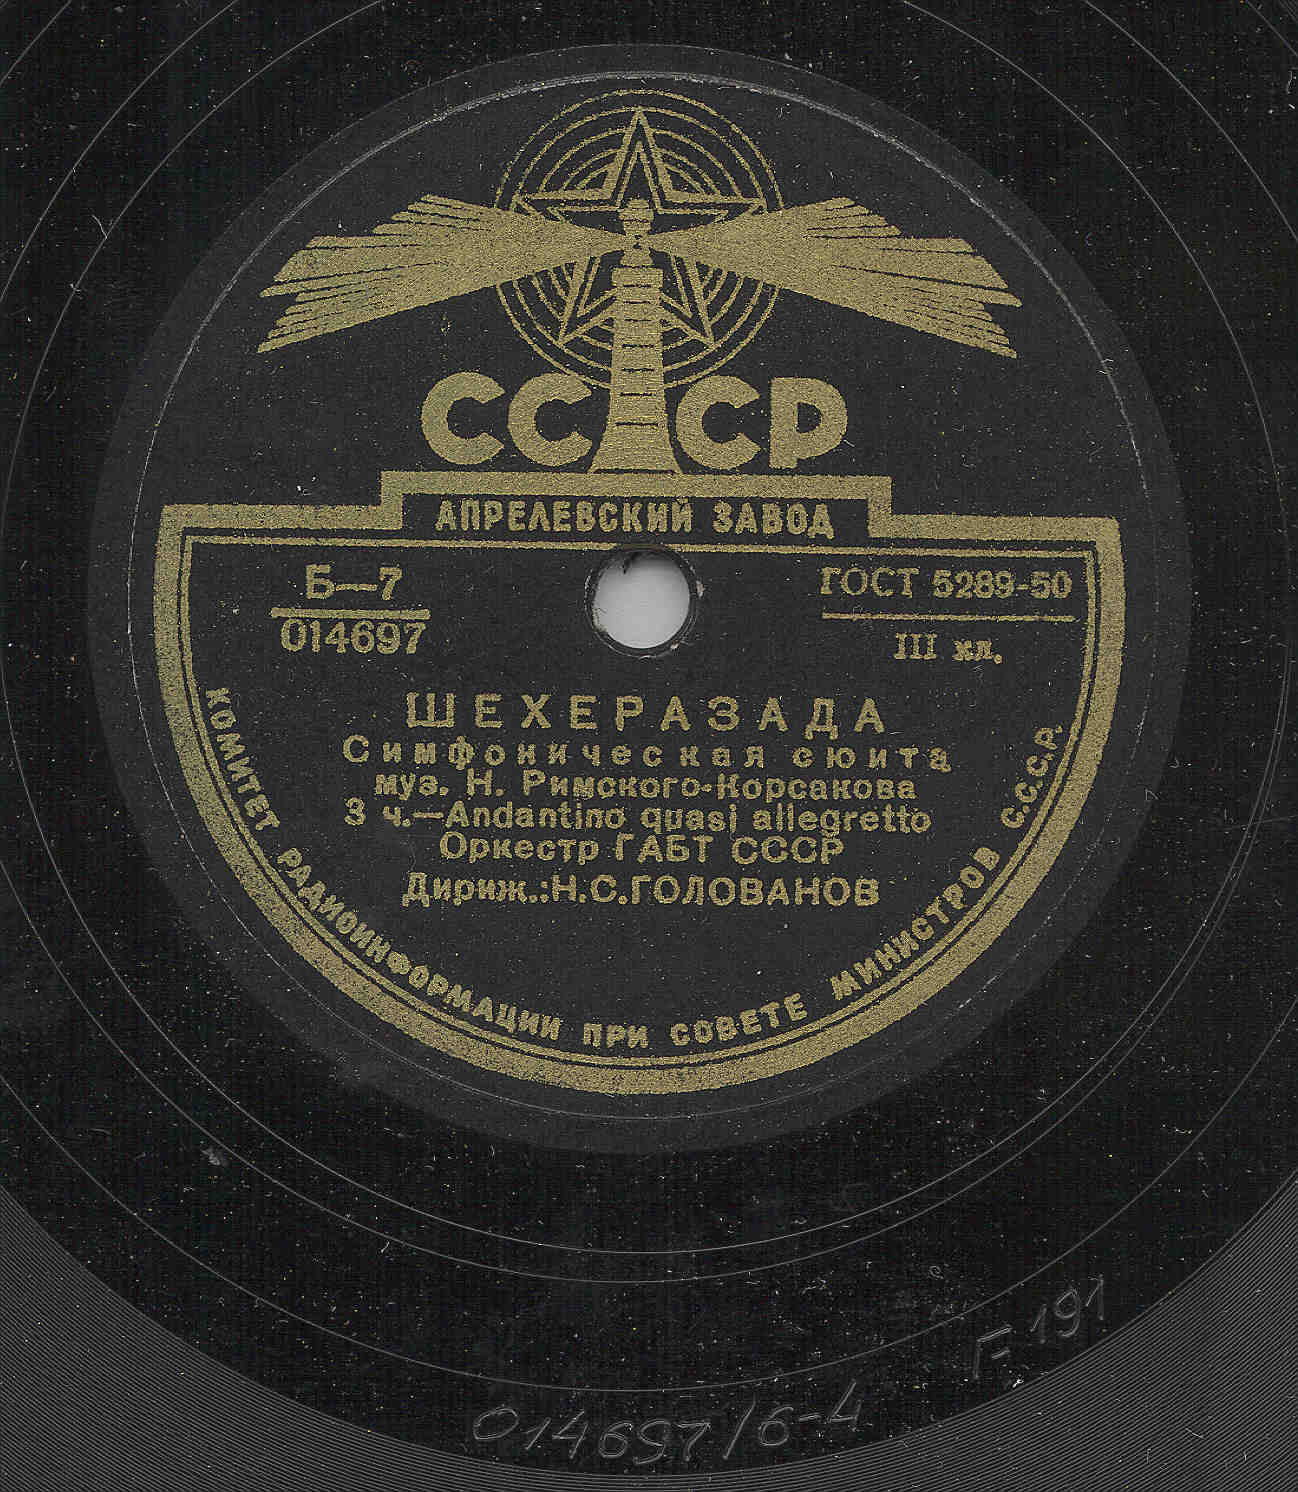 СССР
АПРЕЛЕВСКИЙ ЗАВОД
Б—7
014697
ГОСТ 5289-50
III кл.
ШЕХЕРАЗАДА
Симфоническая сюита
муз. Н. Римского-Корсакова
3 ч.—Andantino quasi allegretto
Оркестр ГАБТ СССР
Дириж.:Н.С.ГОЛОВАНОВ
КОМИТЕТ РАДИОИНФОРМАЦИИ ПРИ СОВЕТЕ МИНИСТРОВ С.С.С.Р.
F-191
014697/6-4